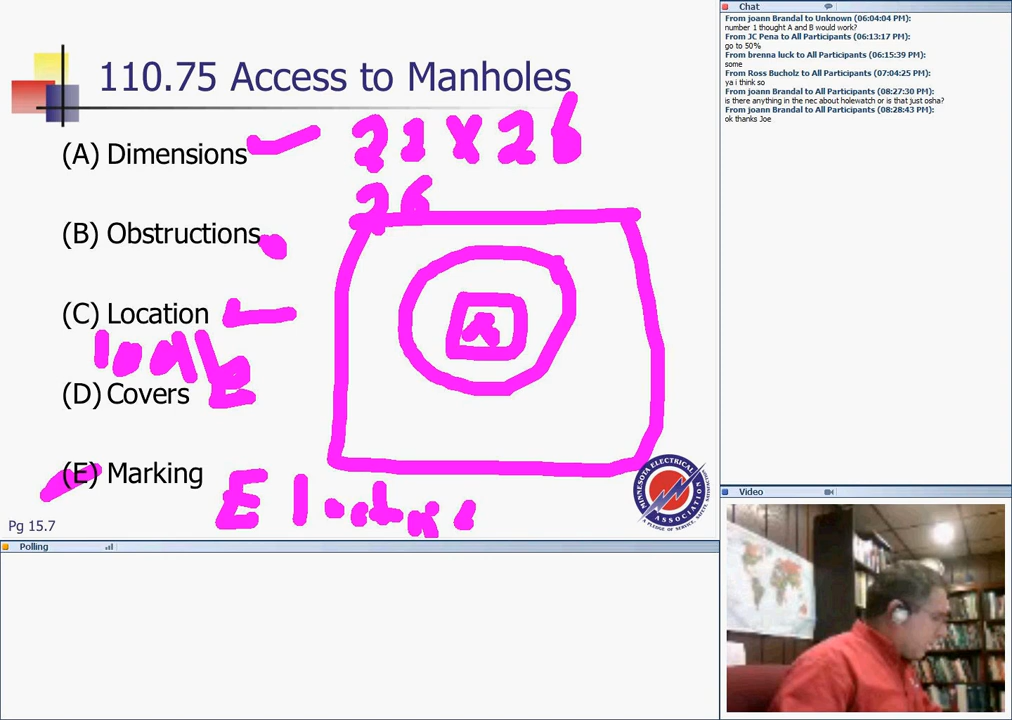 110.75 Access to Manholes
(A) Dimensions
22 X 26
26
(B) Obstructions
(C) Location
100 lb
(D) Covers
(E) Marking
Pg 15.7
MINNESOTA ELECTRICAL
ASSOCIATION
A PLEDGE OF SERVICE, SAFETY, SATISFACTION
Chat
From joann Brandal to Unknown (06:04:04 PM):
number 1 thought A and B would work?
From JC Pena to All Participants (06:13:17 PM):
go to 50%
From brenna luck to All Participants (06:15:39 PM):
some
From Ross Bucholz to All Participants (07:04:25 PM):
ya i think so
From joann Brandal to All Participants (08:27:30 PM):
is there anything in the nec about holewatch or is that just osha?
From joann Brandal to All Participants (08:28:43 PM):
ok thanks Joe
Video
Polling